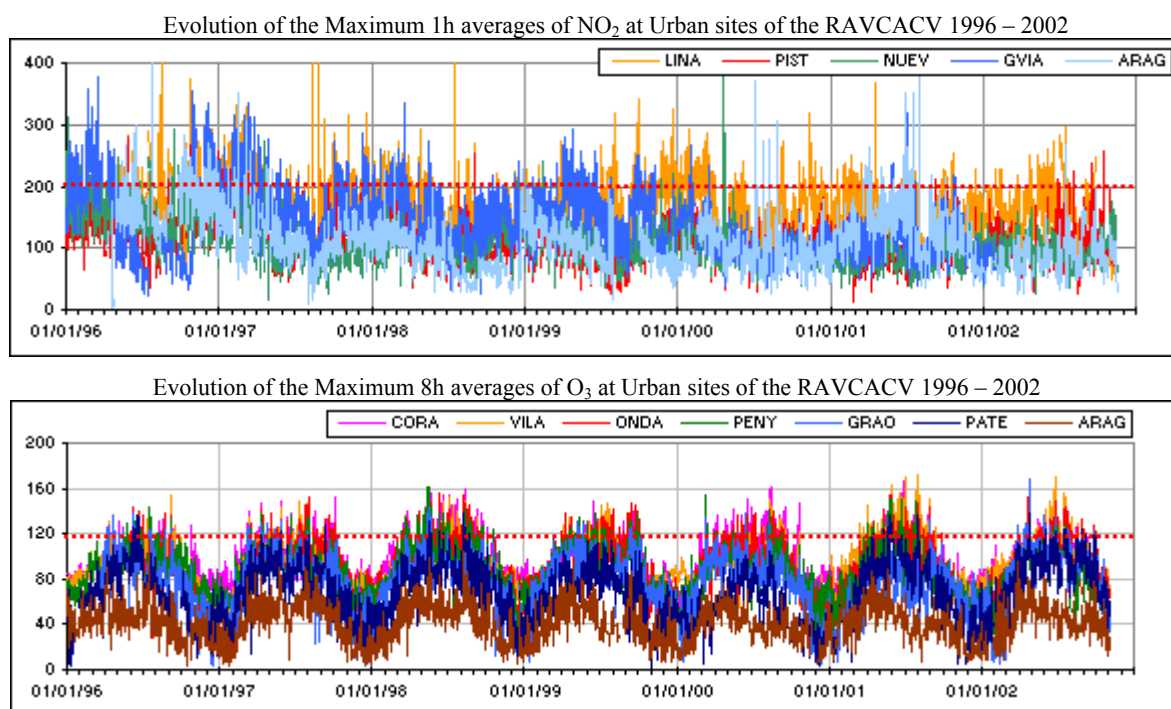 Evolution of the Maximum 1h averages of NO₂ at Urban sites of the RAVCACV 1996 – 2002
LINA PIST NUEV GVIA ARAG
400
300
200
100
0
01/01/96 01/01/97 01/01/98 01/01/99 01/01/00 01/01/01 01/01/02
Evolution of the Maximum 8h averages of O₃ at Urban sites of the RAVCACV 1996 – 2002
CORA VILA ONDA PENY GRAO PATE ARAG
200
160
120
80
40
0
01/01/96 01/01/97 01/01/98 01/01/99 01/01/00 01/01/01 01/01/02